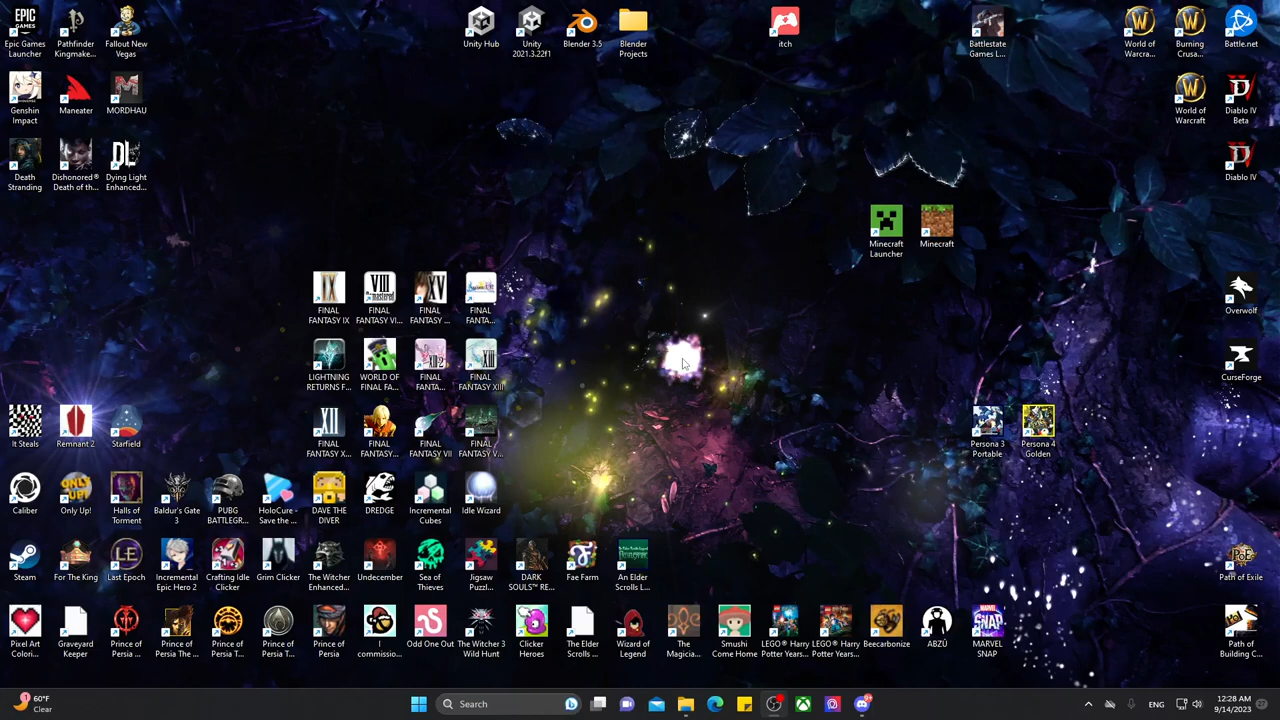 Epic Games
Launcher
Pathfinder
Kingmake...
Fallout New
Vegas
Unity Hub
Unity
2021.3.22f1
Blender 3.5
Blender
Projects
itch
Battlestate
Games L...
World of
Warcra...
Burning
Crusa...
Battle.net
Genshin
Impact
Maneater
MORDHAU
World of
Warcraft
Diablo IV
Beta
Death
Stranding
Dishonored®
Death of th...
Dying Light
Enhanced...
Diablo IV
Minecraft
Launcher
Minecraft
FINAL
FANTASY IX
FINAL
FANTASY VI...
FINAL
FANTASY ...
FINAL
FANTA...
Overwolf
LIGHTNING
RETURNS F...
WORLD OF
FINAL FA...
FINAL
FANTA...
FINAL
FANTASY XIII
CurseForge
It Steals
Remnant 2
Starfield
FINAL
FANTASY X...
FINAL
FANTASY...
FINAL
FANTASY VII
FINAL
FANTASY V...
Persona 3
Portable
Persona 4
Golden
Caliber
Only Up!
Halls of
Torment
Baldur's Gate
3
PUBG
BATTLEGR...
HoloCure -
Save the ...
DAVE THE
DIVER
DREDGE
Incremental
Cubes
Idle Wizard
Steam
For The King
Last Epoch
Incremental
Epic Hero 2
Crafting Idle
Clicker
Grim Clicker
The Witcher
Enhanced...
Undecember
Sea of
Thieves
Jigsaw
Puzzl...
DARK
SOULS™ RE...
Fae Farm
An Elder
Scrolls L...
Path of Exile
Pixel Art
Colori...
Graveyard
Keeper
Prince of
Persia ...
Prince of
Persia The ...
Prince of
Persia T...
Prince of
Persia T...
Prince of
Persia
I
commissio...
Odd One Out
The Witcher 3
Wild Hunt
Clicker
Heroes
The Elder
Scrolls ...
Wizard of
Legend
The
Magicia...
Smushi
Come Home
LEGO® Harry
Potter Years...
LEGO® Harry
Potter Years...
Beecarbonize
ABZÛ
MARVEL
SNAP
Path of
Building C...
60°F
Clear
Search
ENG
12:28 AM
9/14/2023